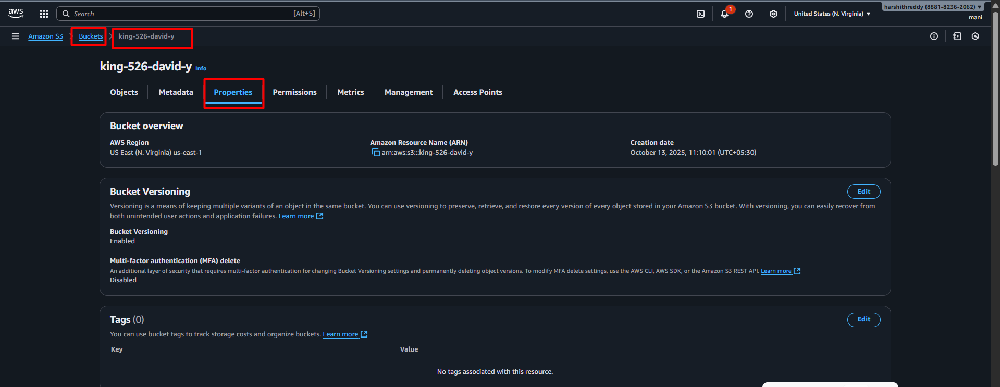 aws
Search [Alt+S]
1
United States (N. Virginia)
harshithreddy (8881-8236-2062)
mani
Amazon S3 Buckets king-526-david-y
king-526-david-y Info
Objects Metadata Properties Permissions Metrics Management Access Points
Bucket overview
AWS Region
US East (N. Virginia) us-east-1
Amazon Resource Name (ARN)
arn:aws:s3:::king-526-david-y
Creation date
October 13, 2025, 11:10:01 (UTC+05:30)
Bucket Versioning Edit
Versioning is a means of keeping multiple variants of an object in the same bucket. You can use versioning to preserve, retrieve, and restore every version of every object stored in your Amazon S3 bucket. With versioning, you can easily recover from
both unintended user actions and application failures. Learn more
Bucket Versioning
Enabled
Multi-factor authentication (MFA) delete
An additional layer of security that requires multi-factor authentication for changing Bucket Versioning settings and permanently deleting object versions. To modify MFA delete settings, use the AWS CLI, AWS SDK, or the Amazon S3 REST API. Learn more
Disabled
Tags (0) Edit
You can use bucket tags to track storage costs and organize buckets. Learn more
Key Value
No tags associated with this resource.